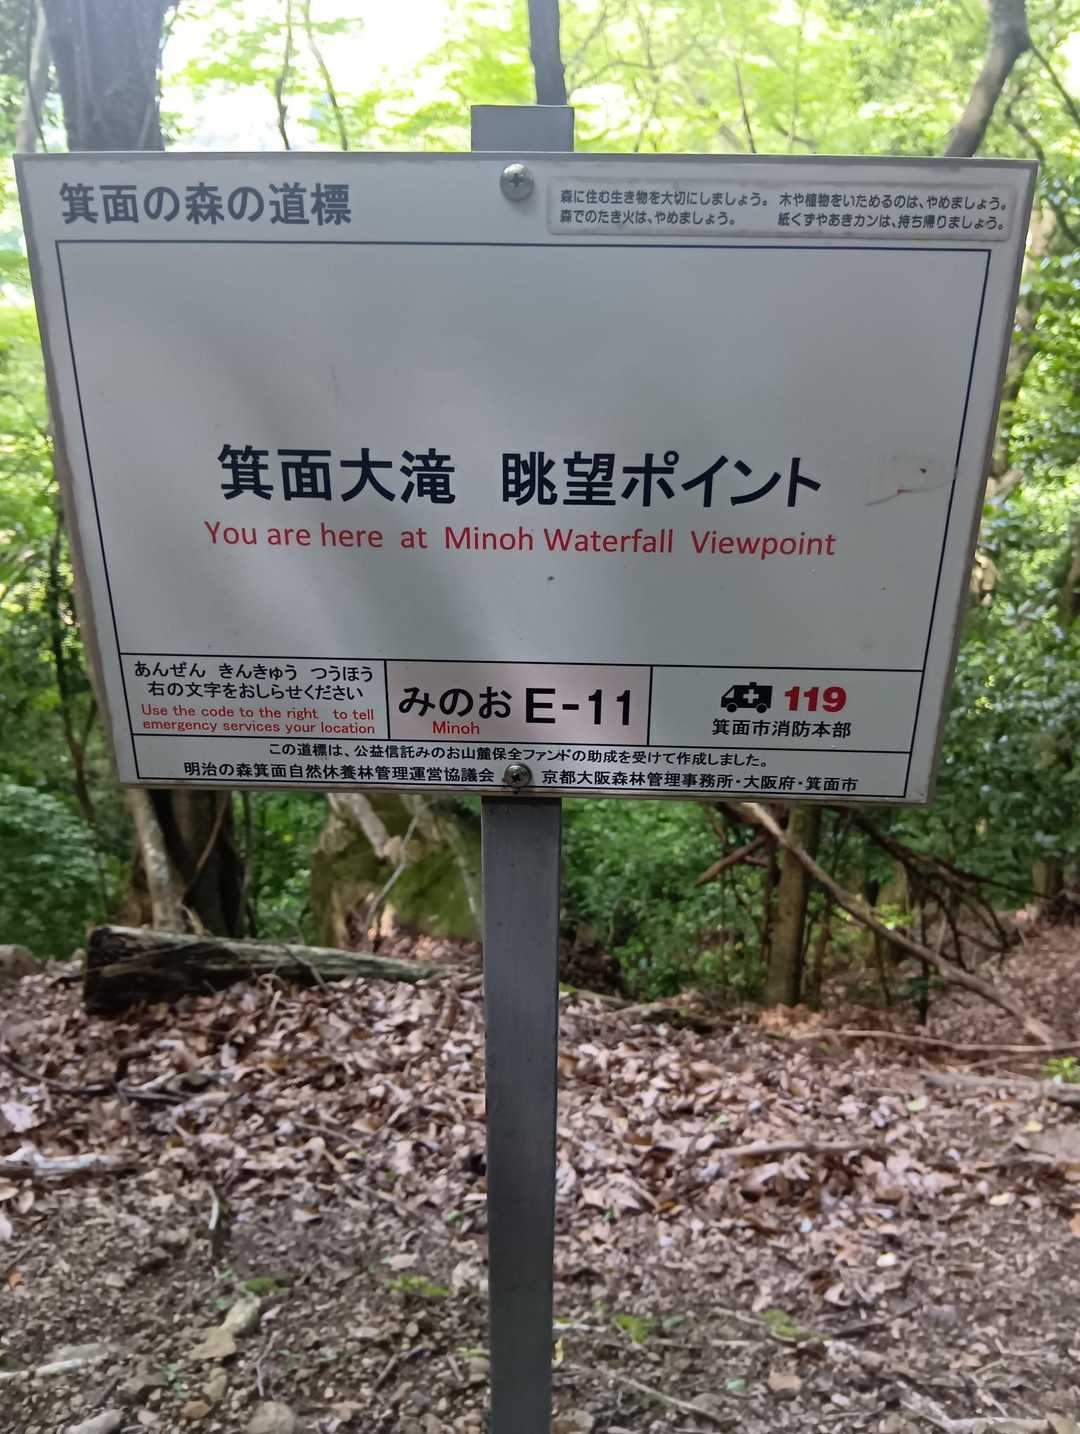 箕面の森の道標
森に住む生き物を大切にしましょう。 木や植物をいためるのは、やめましょう。
森でのたき火は、やめましょう。 紙くずやあきカンは、持ち帰りましょう。
箕面大滝 眺望ポイント
You are here at Minoh Waterfall Viewpoint
あんぜん きんきゅう つうほう
右の文字をおしらせください
Use the code to the right to tell
emergency services your location
みのお E-11
Minoh
119
箕面市消防本部
この道標は、公益信託みのお山麓保全ファンドの助成を受けて作成しました。
明治の森箕面自然休養林管理運営協議会 京都大阪森林管理事務所・大阪府・箕面市